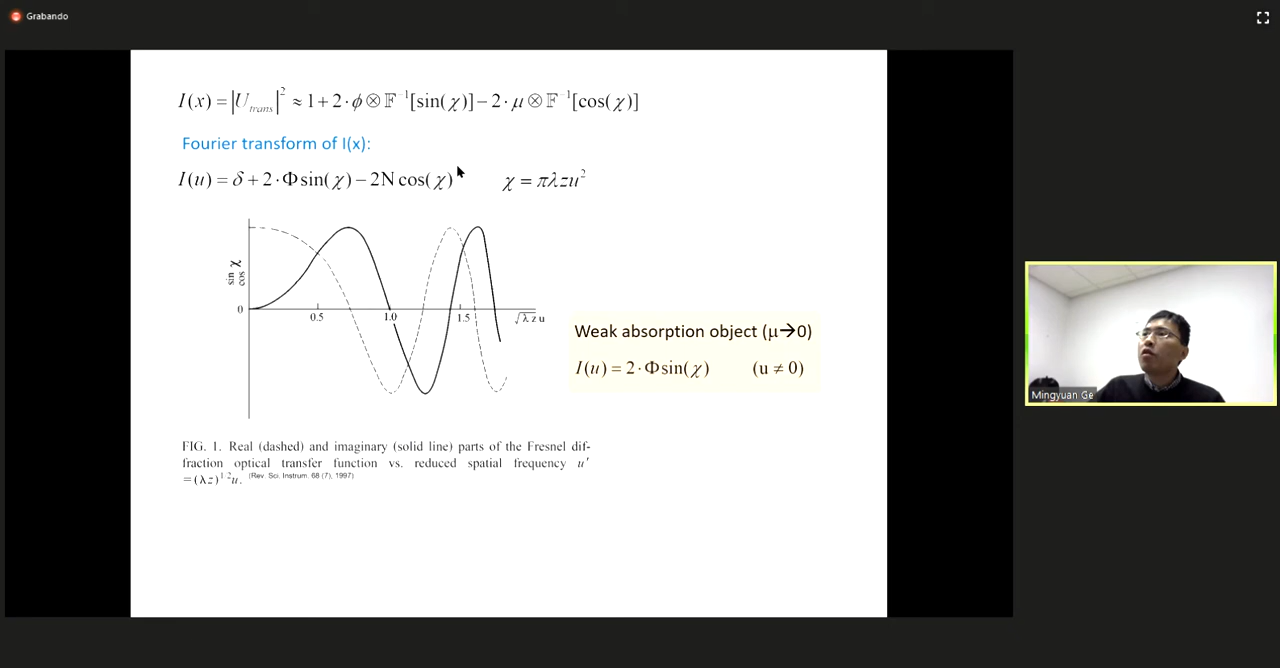 Grabando
I(x) = |U_trans|² ≈ 1 + 2·ϕ ⊗ 𝔽⁻¹[sin(χ)] − 2·μ ⊗ 𝔽⁻¹[cos(χ)]
Fourier transform of I(x):
I(u) = δ + 2·Φ sin(χ) − 2N cos(χ)    χ = πλzu²
sin χ
cos
0
0.5 1.0 1.5 √λz u
Weak absorption object (μ→0)
I(u) = 2·Φ sin(χ)    (u ≠ 0)
Mingyuan Ge
FIG. 1. Real (dashed) and imaginary (solid line) parts of the Fresnel dif-
fraction optical transfer function vs. reduced spatial frequency u′
=(λz)^1/2 u. (Rev. Sci. Instrum. 68 (7), 1997)